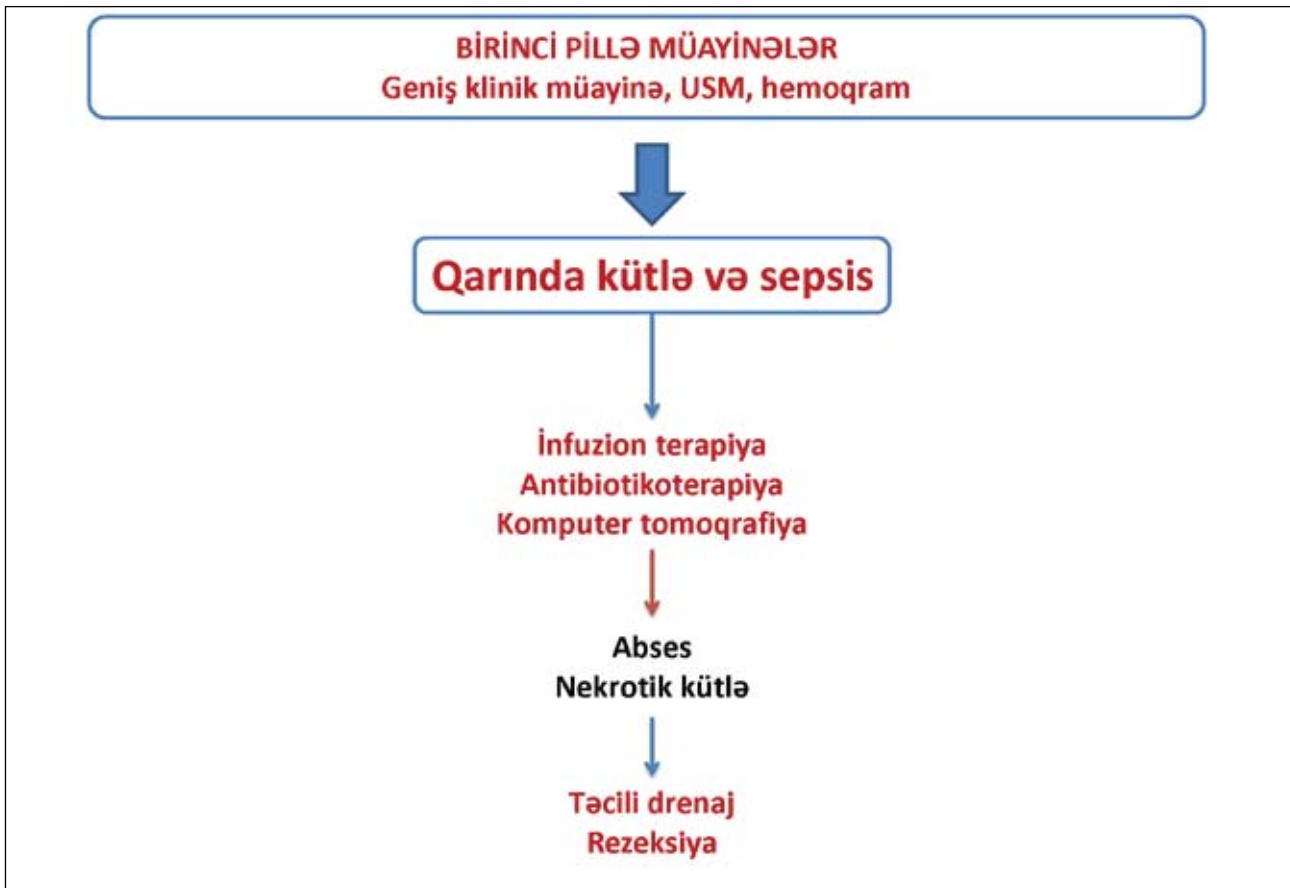 BİRİNCİ PİLLƏ MÜAYİNƏLƏR
Geniş klinik müayinə, USM, hemoqram
Qarında kütlə və sepsis
İnfuzion terapiya
Antibiotikoterapiya
Komputer tomoqrafiya
Abses
Nekrotik kütlə
Təcili drenaj
Rezeksiya